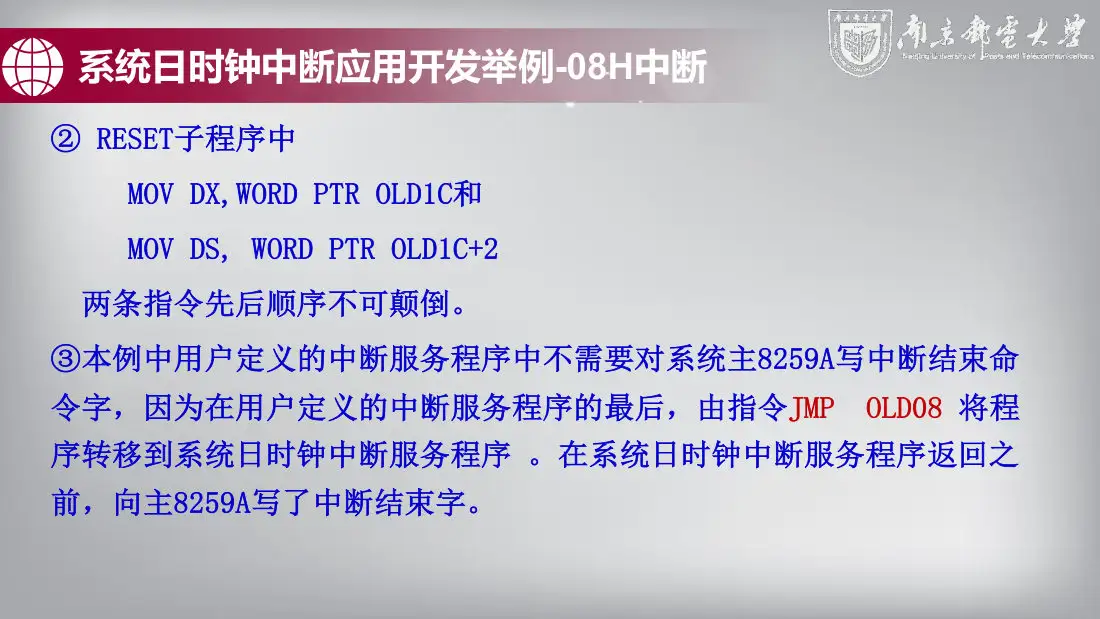 系统日时钟中断应用开发举例-08H中断
南京邮电大学
Nanjing University of Posts and Telecommunications
② RESET子程序中
MOV DX,WORD PTR OLD1C和
MOV DS, WORD PTR OLD1C+2
两条指令先后顺序不可颠倒。
③本例中用户定义的中断服务程序中不需要对系统主8259A写中断结束命
令字，因为在用户定义的中断服务程序的最后，由指令JMP OLD08 将程
序转移到系统日时钟中断服务程序 。在系统日时钟中断服务程序返回之
前，向主8259A写了中断结束字。